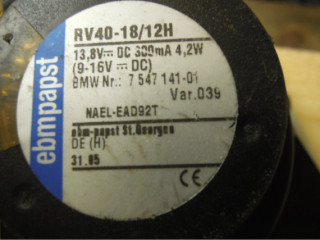 ebmpapst
RV40-18/12H
13,8V⎓DC 300mA 4,2W
(9-16V⎓DC)
BMW Nr.: 7 547 141-01
Var.039
NAEL-EAD92T
ebm-papst St.Georgen
DE (H)
31.05
CE